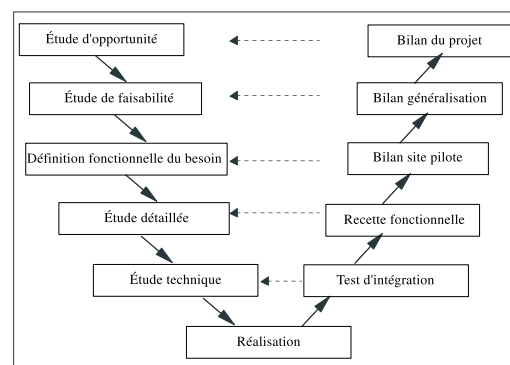 Étude d'opportunité
Bilan du projet
Étude de faisabilité
Bilan généralisation
Définition fonctionnelle du besoin
Bilan site pilote
Étude détaillée
Recette fonctionnelle
Étude technique
Test d'intégration
Réalisation